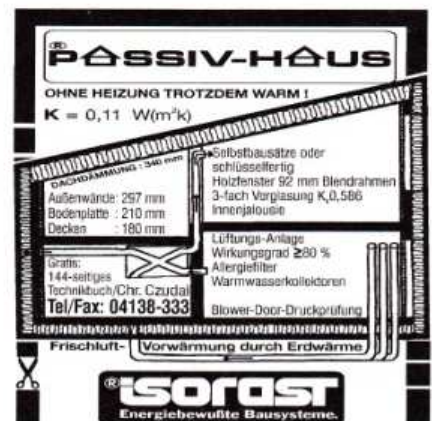 ® PASSIV-HAUS
OHNE HEIZUNG TROTZDEM WARM !
K = 0,11 W(m²k)
DACHDÄMMUNG : 340 mm
Außenwände: 297 mm
Bodenplatte : 210 mm
Decken : 180 mm
Selbstbausätze oder
schlüsselfertig
Holzfenster 92 mm Blendrahmen
3-fach Verglasung Kv0,586
Innenjalousie
Gratis:
144-seitiges
Technikbuch/Chr. Czudai
Tel/Fax: 04138-333
Lüftungs-Anlage
Wirkungsgrad ≥80 %
Allergiefilter
Warmwasserkollektoren
Blower-Door-Druckprüfung
Frischluft- Vorwärmung durch Erdwärme
® isorast
Energiebewußte Bausysteme.